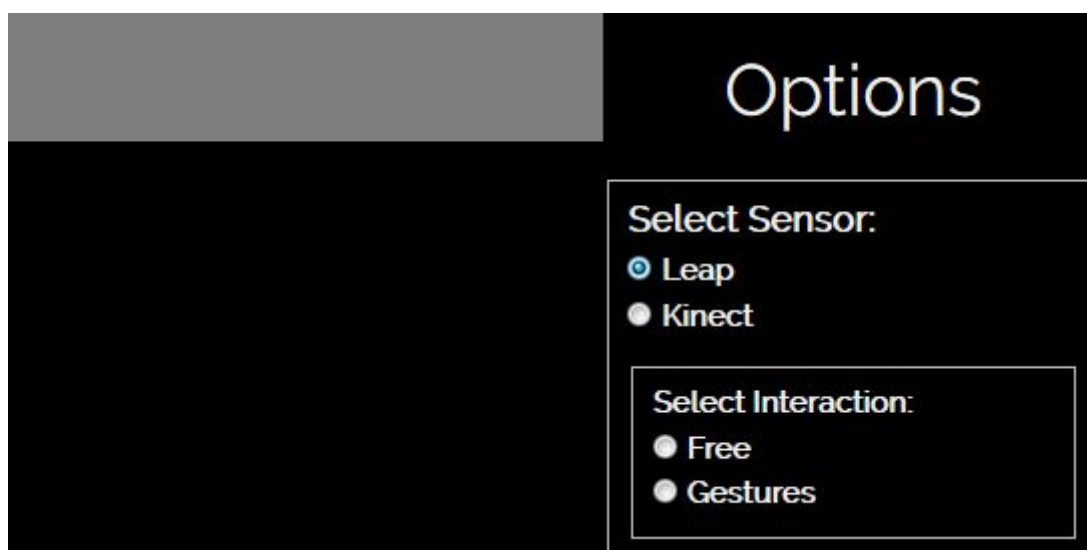 Options
Select Sensor:
Leap
Kinect
Select Interaction:
Free
Gestures